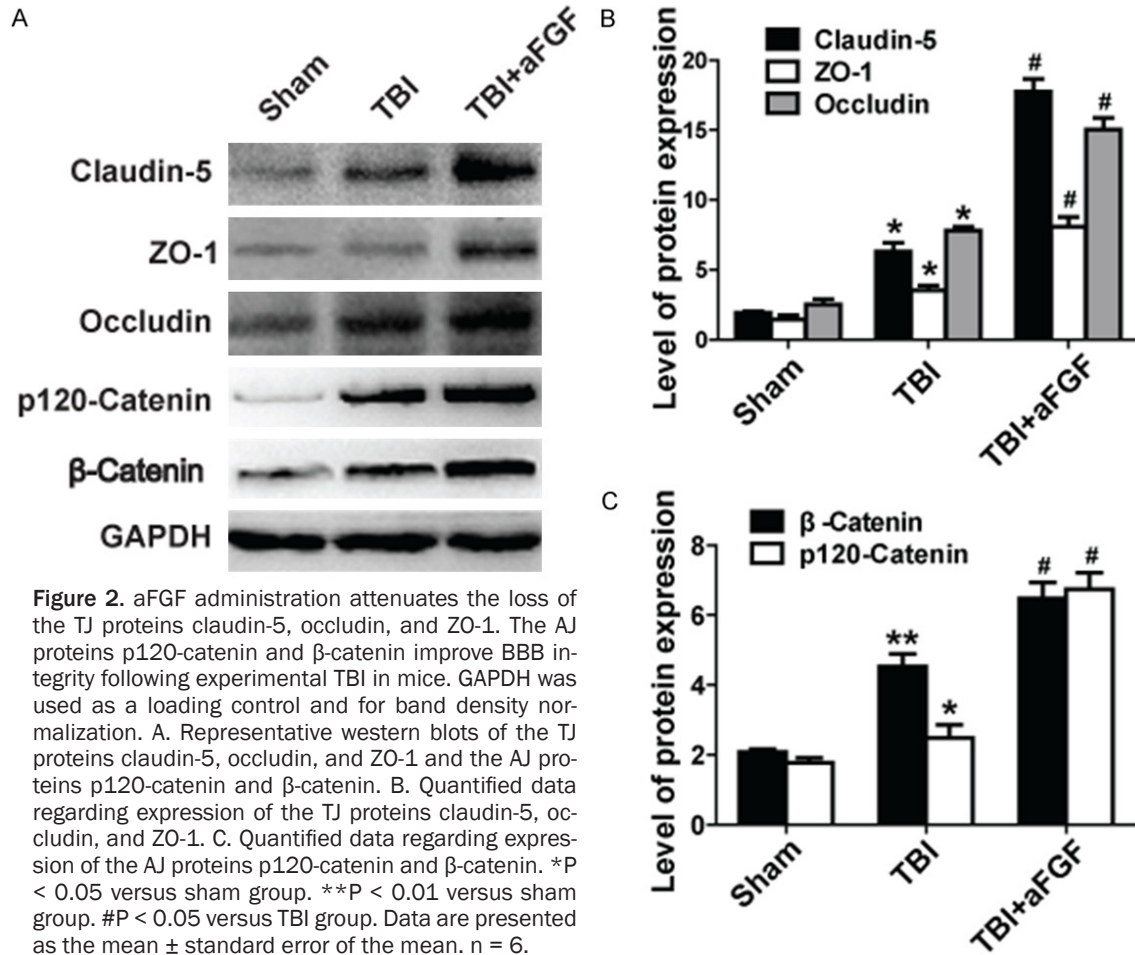 A
Sham
TBI
TBI+aFGF
Claudin-5
ZO-1
Occludin
p120-Catenin
β-Catenin
GAPDH
Figure 2. aFGF administration attenuates the loss of
the TJ proteins claudin-5, occludin, and ZO-1. The AJ
proteins p120-catenin and β-catenin improve BBB in-
tegrity following experimental TBI in mice. GAPDH was
used as a loading control and for band density nor-
malization. A. Representative western blots of the TJ
proteins claudin-5, occludin, and ZO-1 and the AJ pro-
teins p120-catenin and β-catenin. B. Quantified data
regarding expression of the TJ proteins claudin-5, oc-
cludin, and ZO-1. C. Quantified data regarding expres-
sion of the AJ proteins p120-catenin and β-catenin. *P
< 0.05 versus sham group. **P < 0.01 versus sham
group. #P < 0.05 versus TBI group. Data are presented
as the mean ± standard error of the mean. n = 6.
B
Level of protein expression
20
15
10
5
0
Claudin-5
ZO-1
Occludin
* * *
# # #
Sham
TBI
TBI+aFGF
C
Level of protein expression
8
6
4
2
0
β -Catenin
p120-Catenin
** *
# #
Sham
TBI
TBI+aFGF